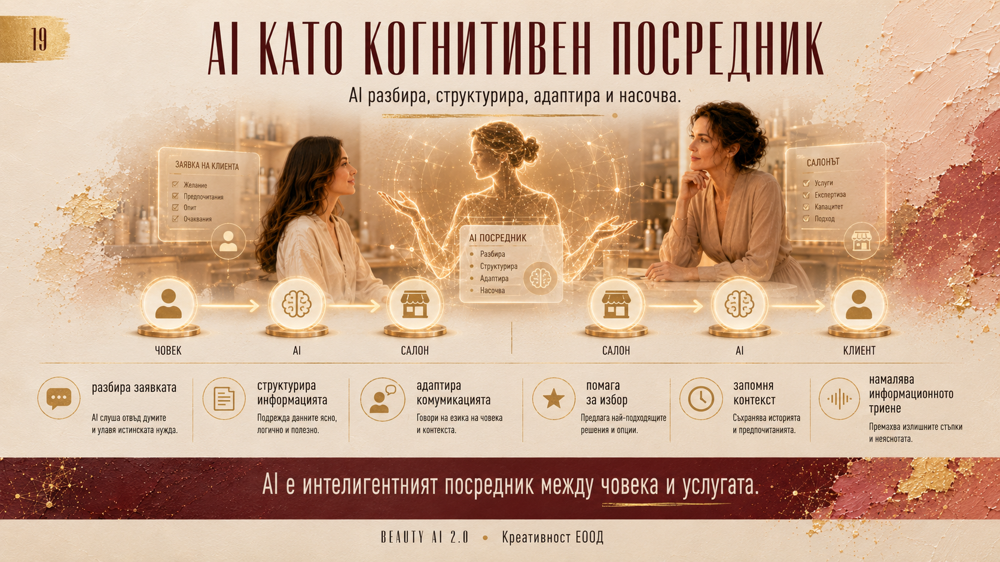 19
AI КАТО КОГНИТИВЕН ПОСРЕДНИК
AI разбира, структурира, адаптира и насочва.
ЗАЯВКА НА КЛИЕНТА
Желание
Предпочитания
Опит
Очаквания
AI ПОСРЕДНИК
Разбира
Структурира
Адаптира
Насочва
САЛОНЪТ
Услуги
Експертиза
Капацитет
Подход
ЧОВЕК
AI
САЛОН
САЛОН
AI
КЛИЕНТ
разбира заявката
AI слуша отвъд думите
и улавя истинската нужда.
структурира
информацията
Подрежда данните ясно,
логично и полезно.
адаптира
комуникацията
Говори на езика на човека
и контекста.
помага
за избор
Предлага най-подходящите
решения и опции.
запомня
контекст
Съхранява историята
и предпочитанията.
намалява
информационното
триене
Премахва излишните стъпки
и неяснотата.
AI е интелигентният посредник между човека и услугата.
BEAUTY AI 2.0 • Креативност ЕООД